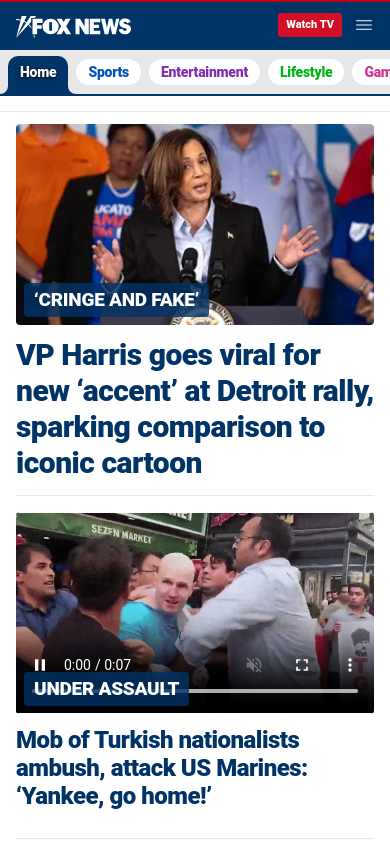 FOX NEWS
Watch TV
Home Sports Entertainment Lifestyle
'CRINGE AND FAKE'
VP Harris goes viral for
new ‘accent’ at Detroit rally,
sparking comparison to
iconic cartoon
SEZEN MARKET
0:00 / 0:07
UNDER ASSAULT
Mob of Turkish nationalists
ambush, attack US Marines:
‘Yankee, go home!’